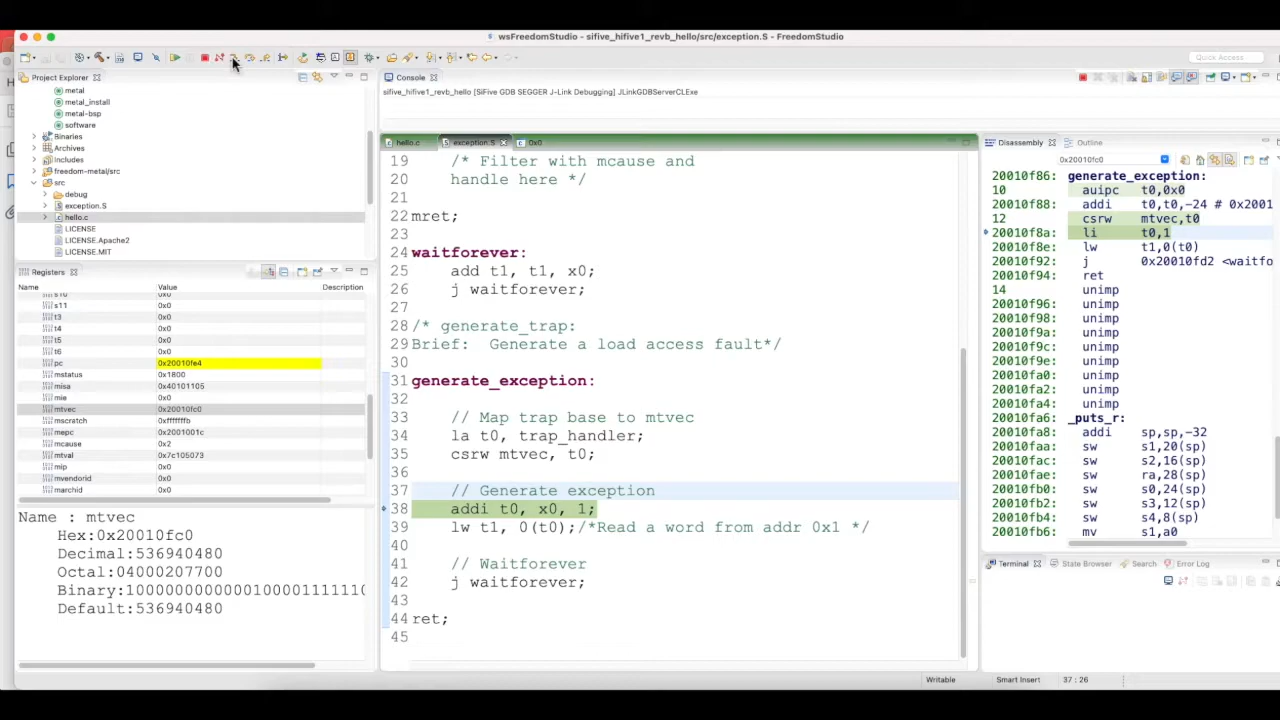 wsFreedomStudio - sifive_hifive1_revb_hello/src/exception.S - FreedomStudio
Quick Access
Project Explorer
metal
metal_install
metal-bsp
software
Binaries
Archives
Includes
freedom-metal/src
src
debug
exception.S
hello.c
LICENSE
LICENSE.Apache2
LICENSE.MIT
Registers
Name Value Description
s10 0x0
s11 0x0
t3 0x0
t4 0x0
t5 0x0
t6 0x0
pc 0x20010fe4
mstatus 0x1800
misa 0x40101105
mie 0x0
mtvec 0x20010fc0
mscratch 0xfffffffb
mepc 0x2001001c
mcause 0x2
mtval 0x7c105073
mip 0x0
mvendorid 0x0
marchid 0x0
Name : mtvec
Hex:0x20010fc0
Decimal:536940480
Octal:04000207700
Default:536940480
Console
sifive_hifive1_revb_hello [SiFive GDB SEGGER J-Link Debugging] JLinkGDBServerCLExe
hello.c exception.S 0x0
19 /* Filter with mcause and
20 handle here */
21
22 mret;
23
24 waitforever:
25 add t1, t1, x0;
26 j waitforever;
27
28 /* generate_trap:
29 Brief: Generate a load access fault*/
30
31 generate_exception:
32
33 // Map trap base to mtvec
34 la t0, trap_handler;
35 csrw mtvec, t0;
36
37 // Generate exception
38 addi t0, x0, 1;
39 lw t1, 0(t0);/*Read a word from addr 0x1 */
40
41 // Waitforever
42 j waitforever;
43
44 ret;
45
Disassembly Outline
0x20010fc0
20010f86: generate_exception:
10 auipc t0,0x0
20010f88: addi t0,t0,-24 # 0x2001
12 csrw mtvec,t0
20010f8a: li t0,1
20010f8e: lw t1,0(t0)
20010f92: j 0x20010fd2 <waitfo
20010f94: ret
14 unimp
20010f96: unimp
20010f98: unimp
20010f9a: unimp
20010f9c: unimp
20010f9e: unimp
20010fa0: unimp
20010fa2: unimp
20010fa4: unimp
20010fa6: _puts_r:
20010fa8: addi sp,sp,-32
20010faa: sw s1,20(sp)
20010fac: sw s2,16(sp)
20010fae: sw ra,28(sp)
20010fb0: sw s0,24(sp)
20010fb2: sw s3,12(sp)
20010fb4: sw s4,8(sp)
20010fb6: mv s1,a0
Terminal State Browser Search Error Log
Writable Smart Insert 37 : 26